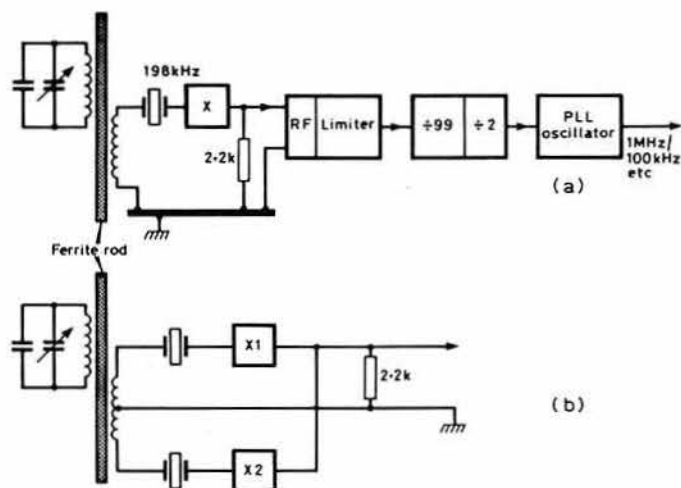 198kHz
X
2·2k
RF
Limiter
÷99
÷2
PLL
oscillator
1MHz/
100kHz
etc
(a)
Ferrite rod
X1
2·2k
(b)
X2